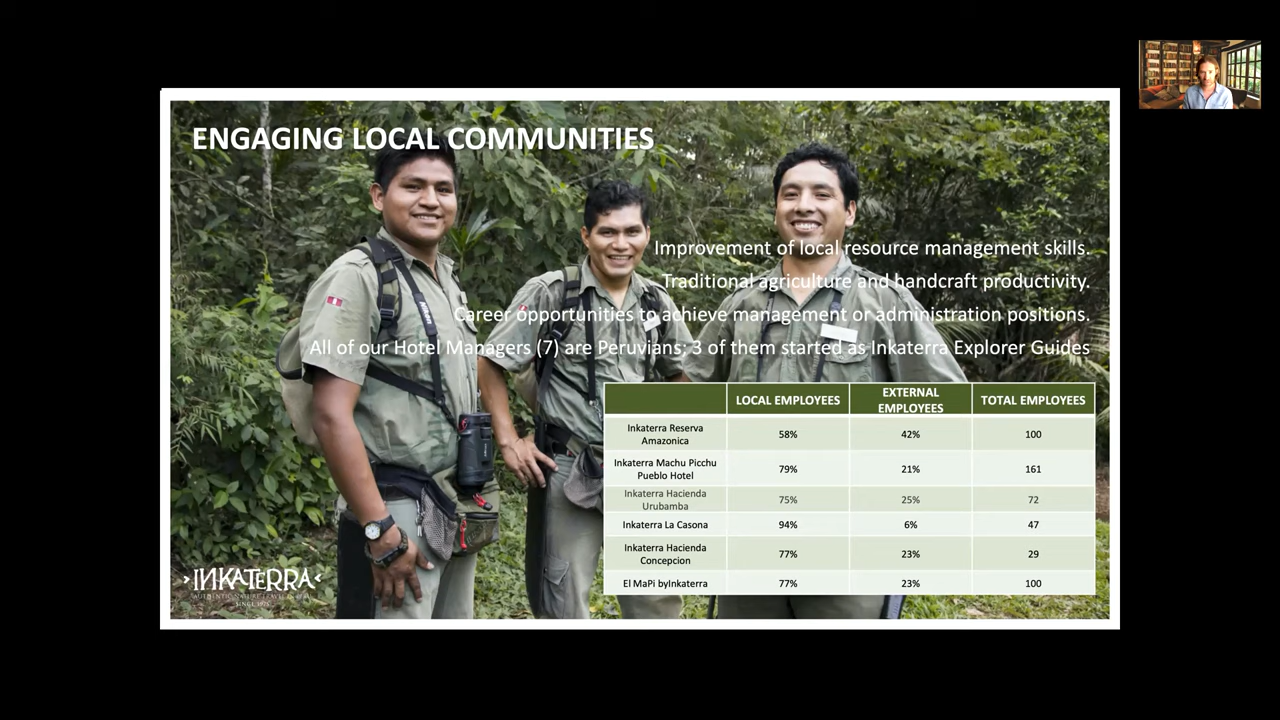 ENGAGING LOCAL COMMUNITIES
Improvement of local resource management skills.
Traditional agriculture and handcraft productivity.
Career opportunities to achieve management or administration positions.
All of our Hotel Managers (7) are Peruvians; 3 of them started as Inkaterra Explorer Guides
LOCAL EMPLOYEES
EXTERNAL
EMPLOYEES
TOTAL EMPLOYEES
Inkaterra Reserva
Amazonica
58%
42%
100
Inkaterra Machu Picchu
Pueblo Hotel
79%
21%
161
Inkaterra Hacienda
Urubamba
75%
25%
72
Inkaterra La Casona
94%
6%
47
Inkaterra Hacienda
Concepcion
77%
23%
29
El MaPi byInkaterra
77%
23%
100
INKATERRA
SINCE 1975